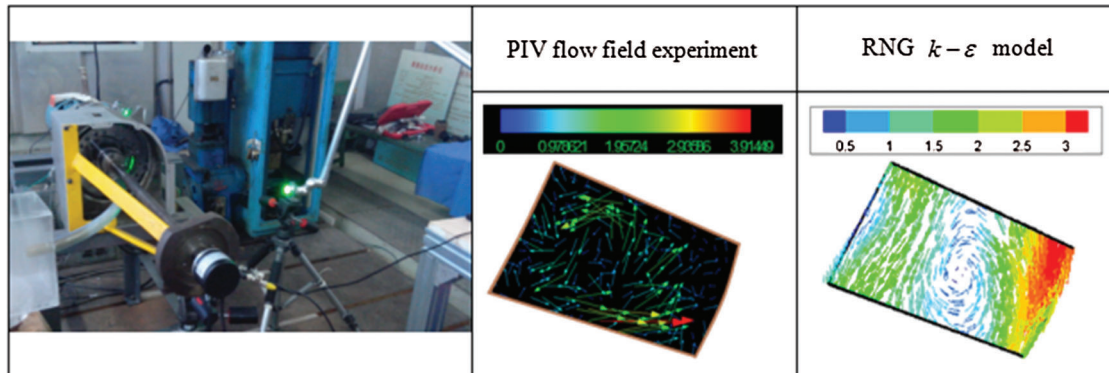 PIV flow field experiment
RNG k – ε model
0 0.978621 1.95724 2.93586 3.91449
0.5 1 1.5 2 2.5 3